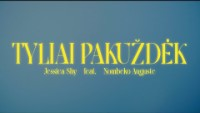 TYLIAI PAKUŽDĖK
Jessica Shy feat. Nombeko Auguste